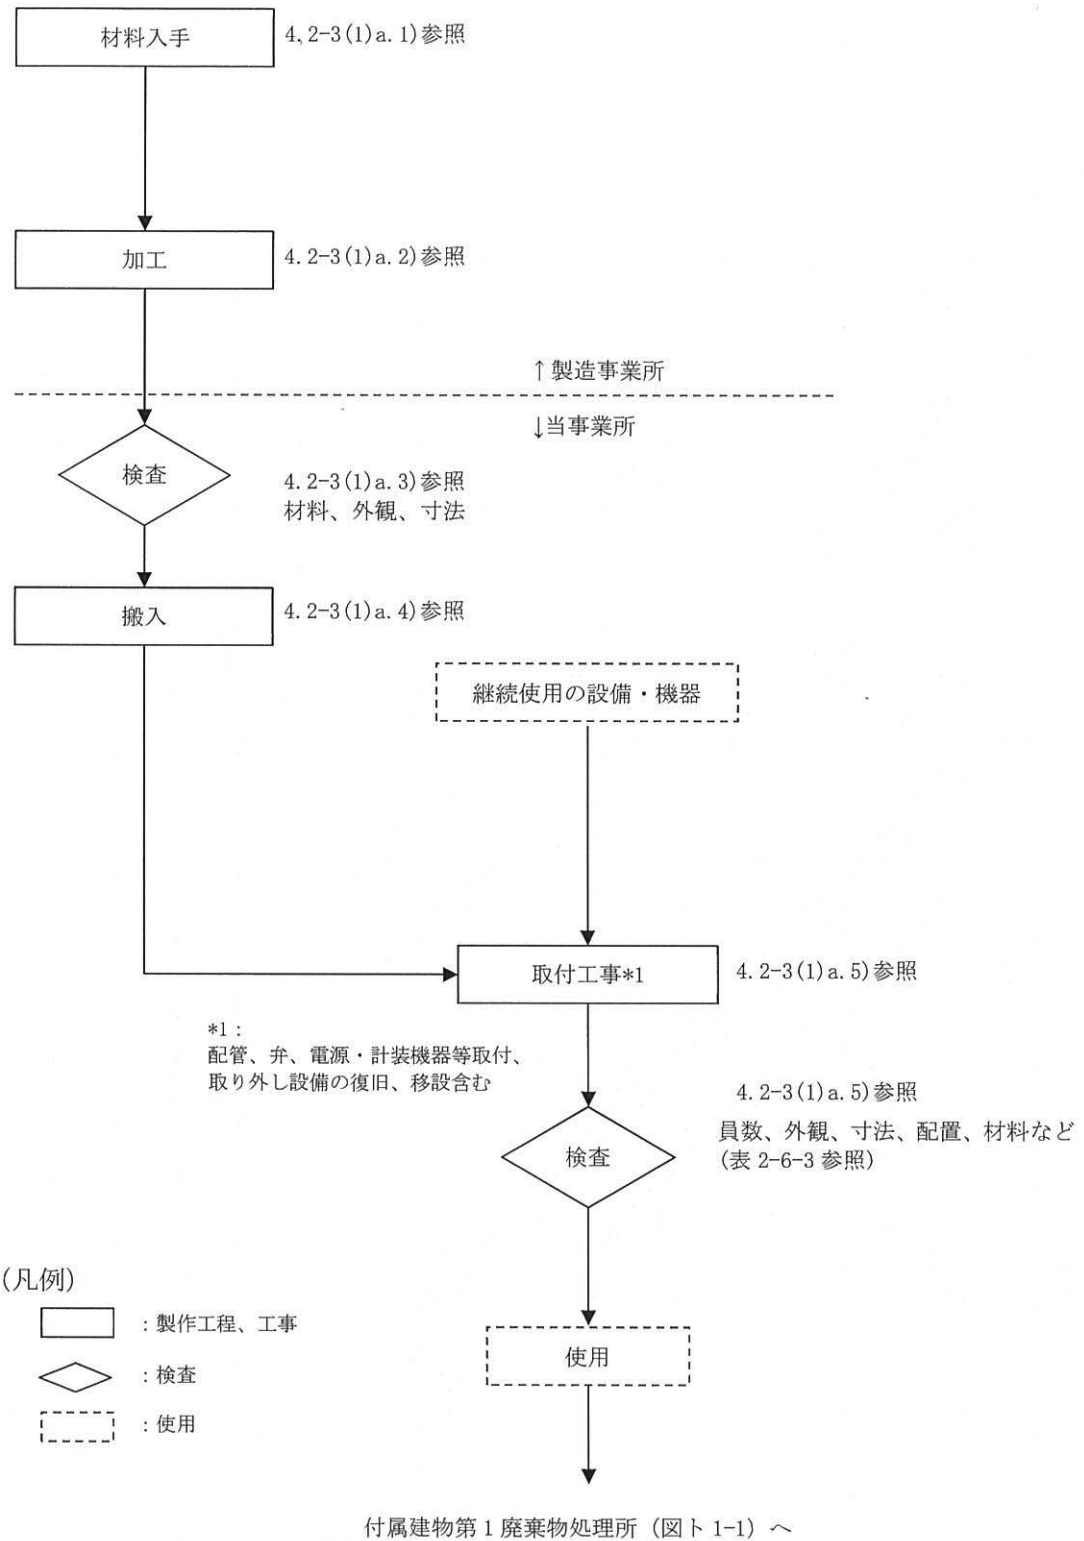 材料入手
4,2-3(1)a.1)参照
加工
4.2-3(1)a.2)参照
↑製造事業所
↓当事業所
検査
4.2-3(1)a.3)参照
材料、外観、寸法
搬入
4.2-3(1)a.4)参照
継続使用の設備・機器
取付工事*1
4.2-3(1)a.5)参照
*1：
配管、弁、電源・計装機器等取付、
取り外し設備の復旧、移設含む
4.2-3(1)a.5)参照
員数、外観、寸法、配置、材料など
(表 2-6-3 参照)
検査
(凡例)
：製作工程、工事
：検査
：使用
使用
付属建物第1廃棄物処理所（図ト1-1）へ